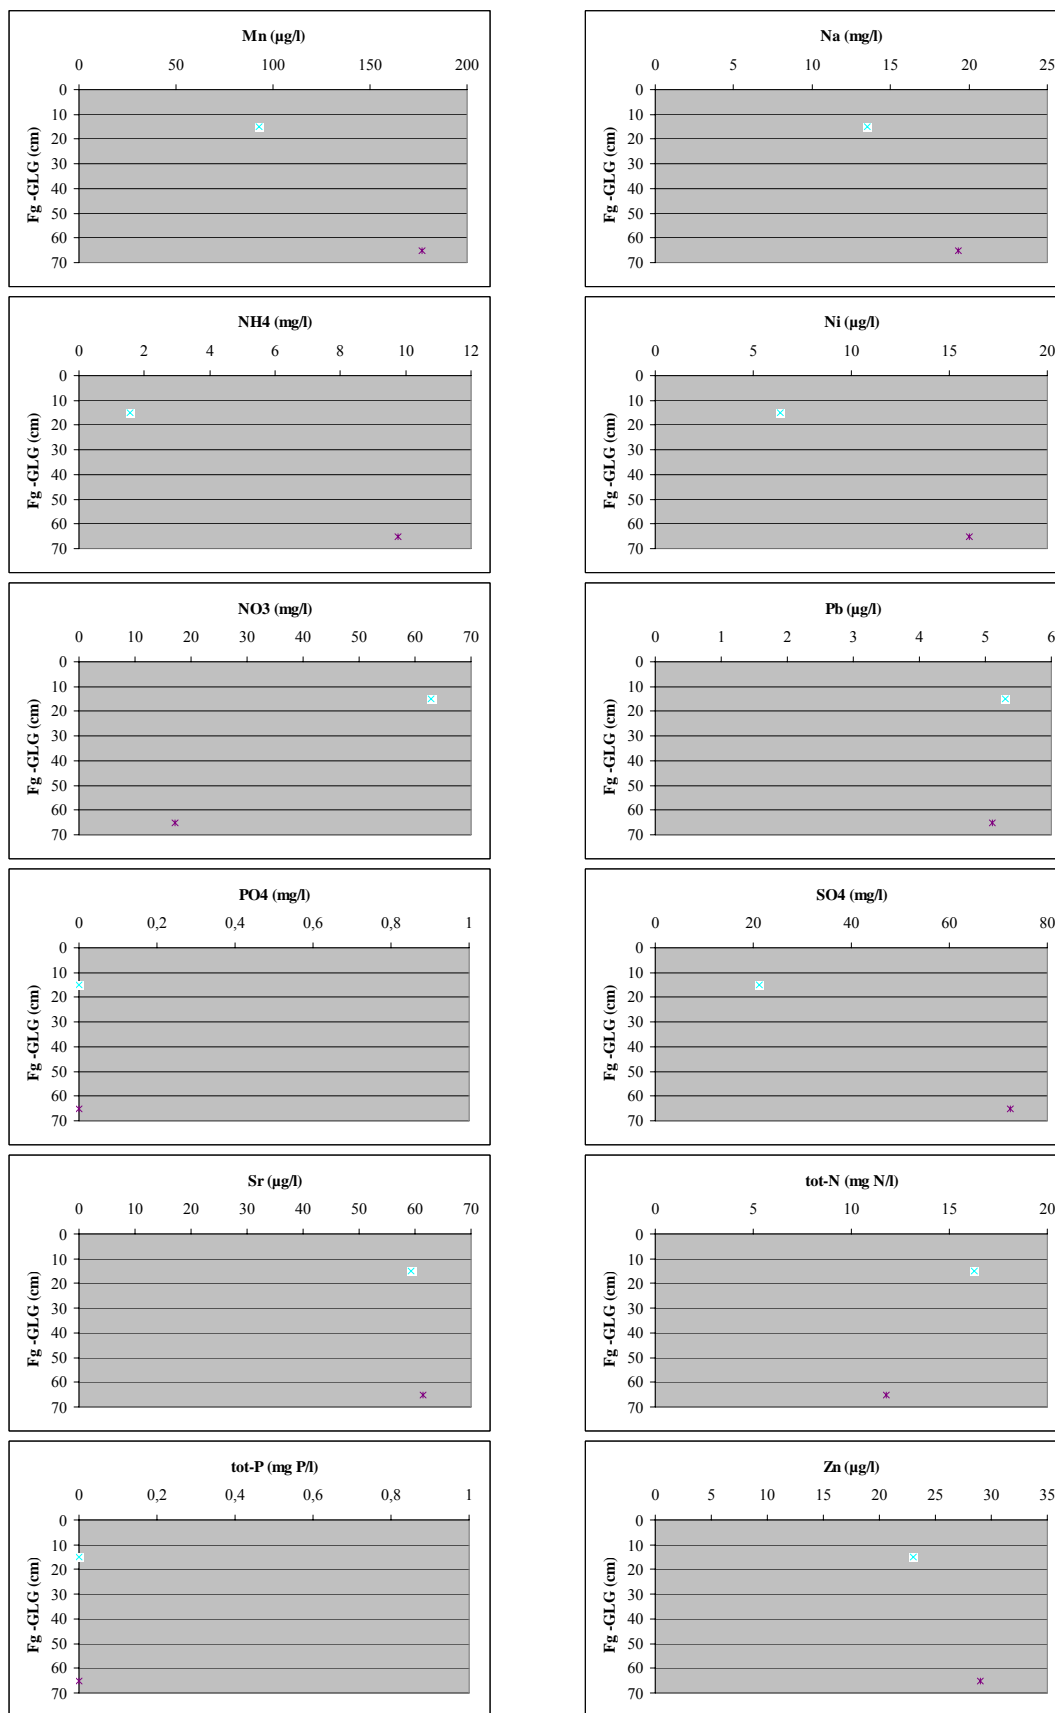 Mn (µg/l)
0 50 100 150 200
0
10
20
30
40
50
60
70
Fg -GLG (cm)
Na (mg/l)
0 5 10 15 20 25
0
10
20
30
40
50
60
70
Fg -GLG (cm)
NH4 (mg/l)
0 2 4 6 8 10 12
0
10
20
30
40
50
60
70
Fg -GLG (cm)
Ni (µg/l)
0 5 10 15 20
0
10
20
30
40
50
60
70
Fg -GLG (cm)
NO3 (mg/l)
0 10 20 30 40 50 60 70
0
10
20
30
40
50
60
70
Fg -GLG (cm)
Pb (µg/l)
0 1 2 3 4 5 6
0
10
20
30
40
50
60
70
Fg -GLG (cm)
PO4 (mg/l)
0 0,2 0,4 0,6 0,8 1
0
10
20
30
40
50
60
70
Fg -GLG (cm)
SO4 (mg/l)
0 20 40 60 80
0
10
20
30
40
50
60
70
Fg -GLG (cm)
Sr (µg/l)
0 10 20 30 40 50 60 70
0
10
20
30
40
50
60
70
Fg -GLG (cm)
tot-N (mg N/l)
0 5 10 15 20
0
10
20
30
40
50
60
70
Fg -GLG (cm)
tot-P (mg P/l)
0 0,2 0,4 0,6 0,8 1
0
10
20
30
40
50
60
70
Fg -GLG (cm)
Zn (µg/l)
0 5 10 15 20 25 30 35
0
10
20
30
40
50
60
70
Fg -GLG (cm)